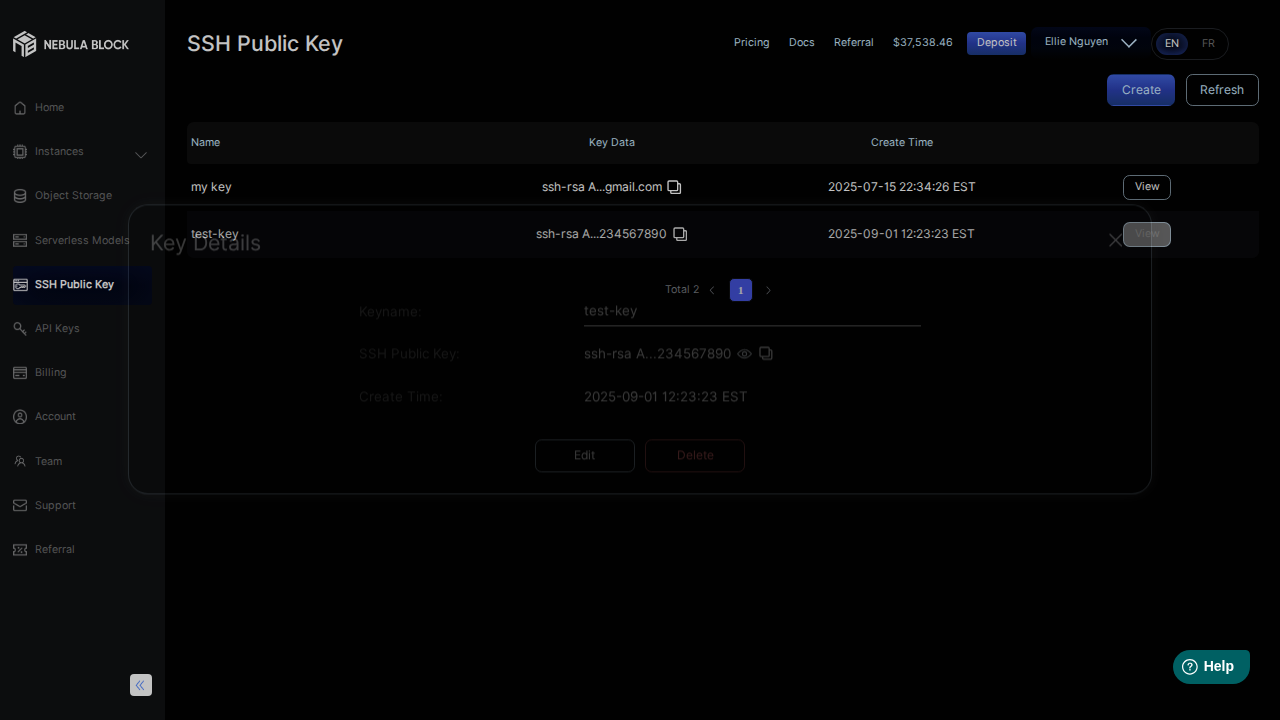 NEBULA BLOCK
SSH Public Key
Pricing Docs Referral $37,538.46 Deposit Ellie Nguyen EN FR
Create Refresh
Home
Instances
Object Storage
Serverless Models
SSH Public Key
API Keys
Billing
Account
Team
Support
Referral
Name Key Data Create Time
my key ssh-rsa A...gmail.com 2025-07-15 22:34:26 EST View
test-key ssh-rsa A...234567890 2025-09-01 12:23:23 EST View
Total 2 1
Key Details
Keyname: test-key
SSH Public Key: ssh-rsa A...234567890
Create Time: 2025-09-01 12:23:23 EST
Edit Delete
Help